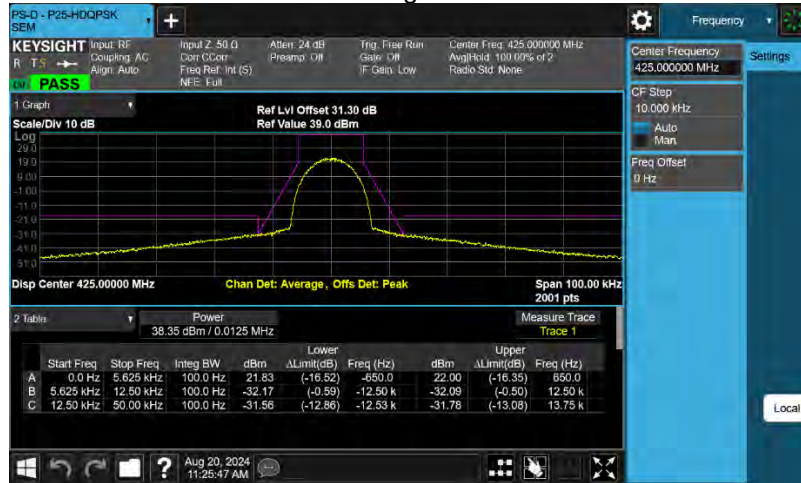 PS-D - P25-HDQPSK
SEM
Frequency
KEYSIGHT
R T S
PASS
Input: RF
Coupling: AC
Align: Auto
Input Z: 50 Ω
Corr CCorr
Freq Ref: Int (S)
NFE: Full
Atten: 24 dB
Preamp: Off
Trig: Free Run
Gate: Off
IF Gain: Low
Center Freq: 425.000000 MHz
Avg|Hold: 100.00% of 2
Radio Std: None
Center Frequency
425.000000 MHz
Settings
CF Step
10.000 kHz
Auto
Man
Freq Offset
0 Hz
1 Graph
Scale/Div 10 dB
Ref Lvl Offset 31.30 dB
Ref Value 39.0 dBm
Log
29.0
19.0
9.00
-1.00
-11.0
-21.0
-31.0
-41.0
-51.0
Disp Center 425.00000 MHz
Chan Det: Average, Offs Det: Peak
Span 100.00 kHz
2001 pts
2 Table
Power
38.35 dBm / 0.0125 MHz
Measure Trace
Trace 1
Lower Upper
Start Freq Stop Freq Integ BW dBm ΔLimit(dB) Freq (Hz) dBm ΔLimit(dB) Freq (Hz)
A 0.0 Hz 5.625 kHz 100.0 Hz 21.83 (-16.52) -650.0 22.00 (-16.35) 650.0
B 5.625 kHz 12.50 kHz 100.0 Hz -32.17 (-0.59) -12.50 k -32.09 (-0.50) 12.50 k
C 12.50 kHz 50.00 kHz 100.0 Hz -31.56 (-12.86) -12.53 k -31.78 (-13.08) 13.75 k
Local
Aug 20, 2024
11:25:47 AM